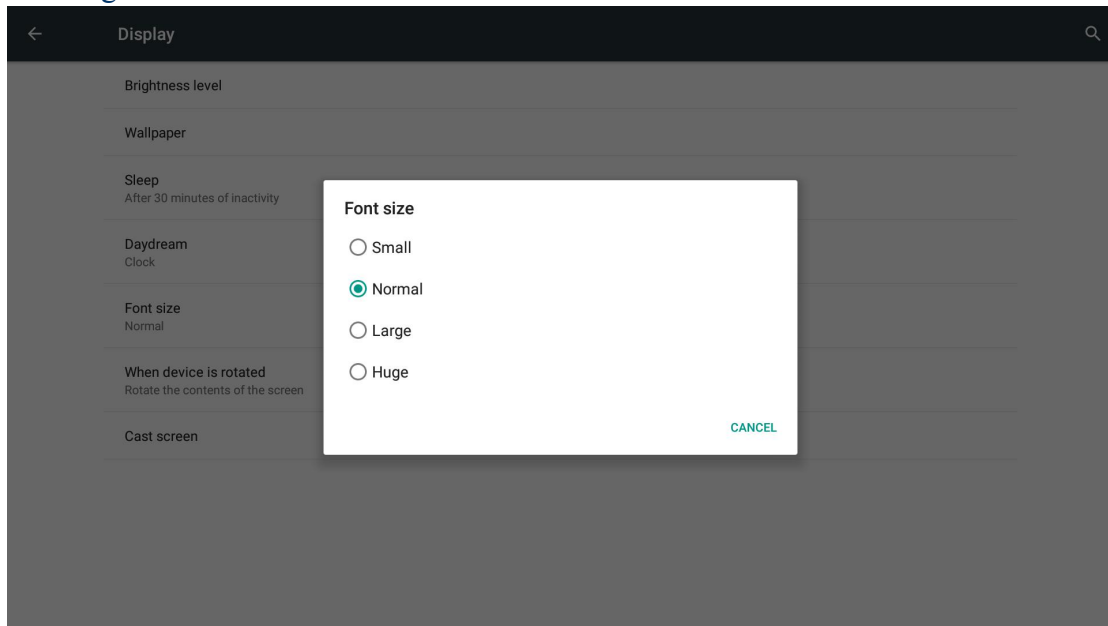 Display
Brightness level
Wallpaper
Sleep
After 30 minutes of inactivity
Daydream
Clock
Font size
Normal
When device is rotated
Rotate the contents of the screen
Cast screen
Font size
Small
Normal
Large
Huge
CANCEL